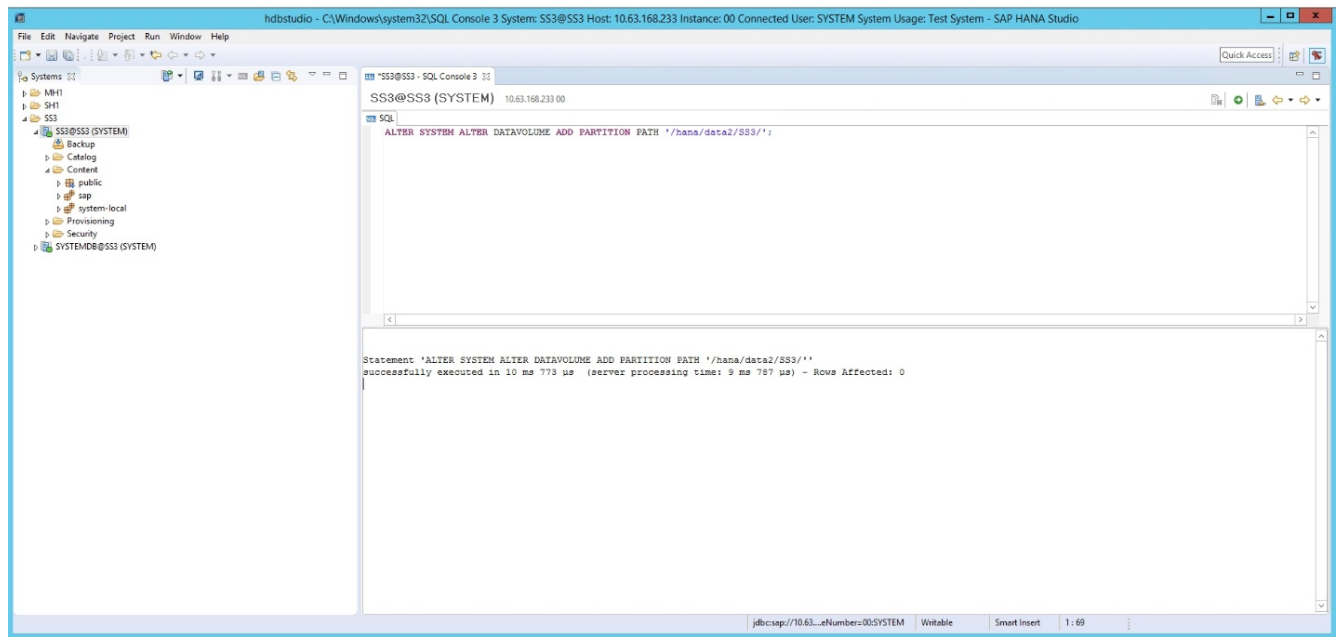 hdbstudio - C:\Windows\system32\SQL Console 3 System: SS3@SS3 Host: 10.63.168.233 Instance: 00 Connected User: SYSTEM System Usage: Test System - SAP HANA Studio
File Edit Navigate Project Run Window Help
Quick Access
Systems
MH1
SH1
SS3
SS3@SS3 (SYSTEM)
Backup
Catalog
Content
public
sap
system-local
Provisioning
Security
SYSTEMDB@SS3 (SYSTEM)
*SS3@SS3 - SQL Console 3
SS3@SS3 (SYSTEM) 10.63.168.233 00
SQL
ALTER SYSTEM ALTER DATAVOLUME ADD PARTITION PATH '/hana/data2/SS3/';
Statement 'ALTER SYSTEM ALTER DATAVOLUME ADD PARTITION PATH '/hana/data2/SS3/''
successfully executed in 10 ms 773 µs (server processing time: 9 ms 787 µs) - Rows Affected: 0
jdbc:sap://10.63....eNumber=00:SYSTEM Writable Smart Insert 1 : 69